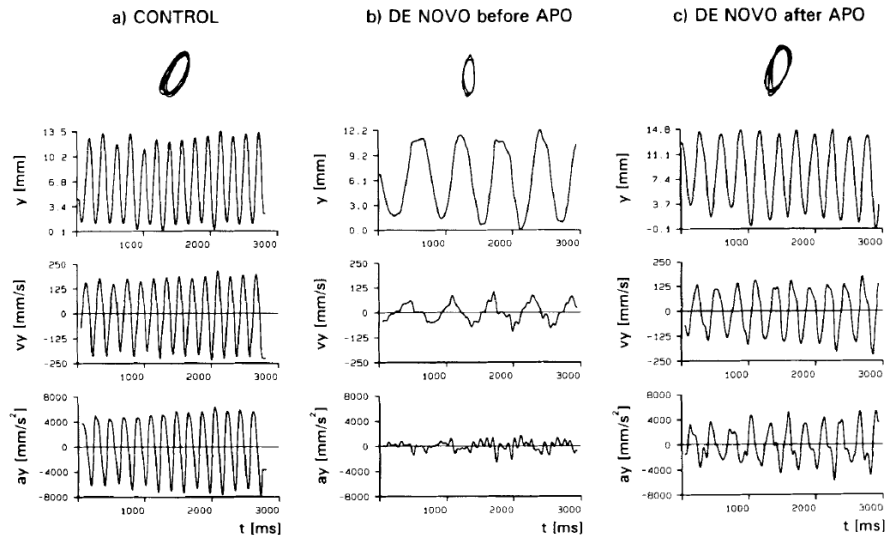 a) CONTROL
b) DE NOVO before APO
c) DE NOVO after APO
y [mm]
13.5
10.2
6.8
3.4
0.1
1000 2000 3000
y [mm]
12.2
9.1
6.1
3.0
0.0
1000 2000 3000
y [mm]
14.8
11.1
7.4
3.7
-0.1
1000 2000 3000
vy [mm/s]
250
125
0
-125
-250
1000 2000 3000
vy [mm/s]
250
125
0
-125
-250
1000 2000 3000
vy [mm/s]
250
125
0
-125
-250
1000 2000 3000
ay [mm/s²]
8000
4000
0
-4000
-8000
1000 2000 3000
t [ms]
ay [mm/s²]
8000
4000
0
-4000
-8000
1000 2000 3000
t [ms]
ay [mm/s²]
8000
4000
0
-4000
-8000
1000 2000 3000
t [ms]